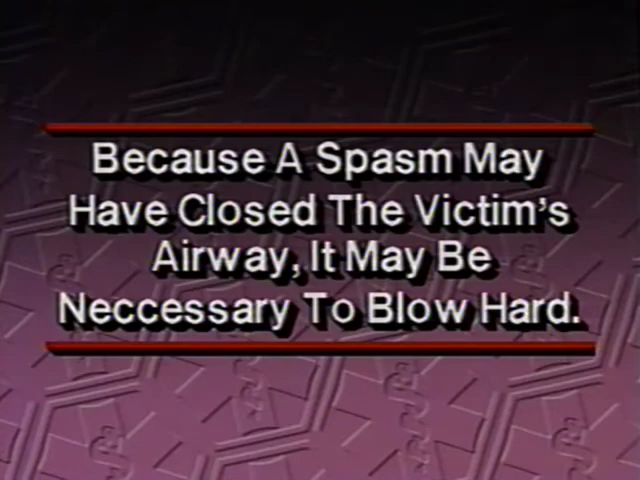 Because A Spasm May
Have Closed The Victim's
Airway, It May Be
Neccessary To Blow Hard.